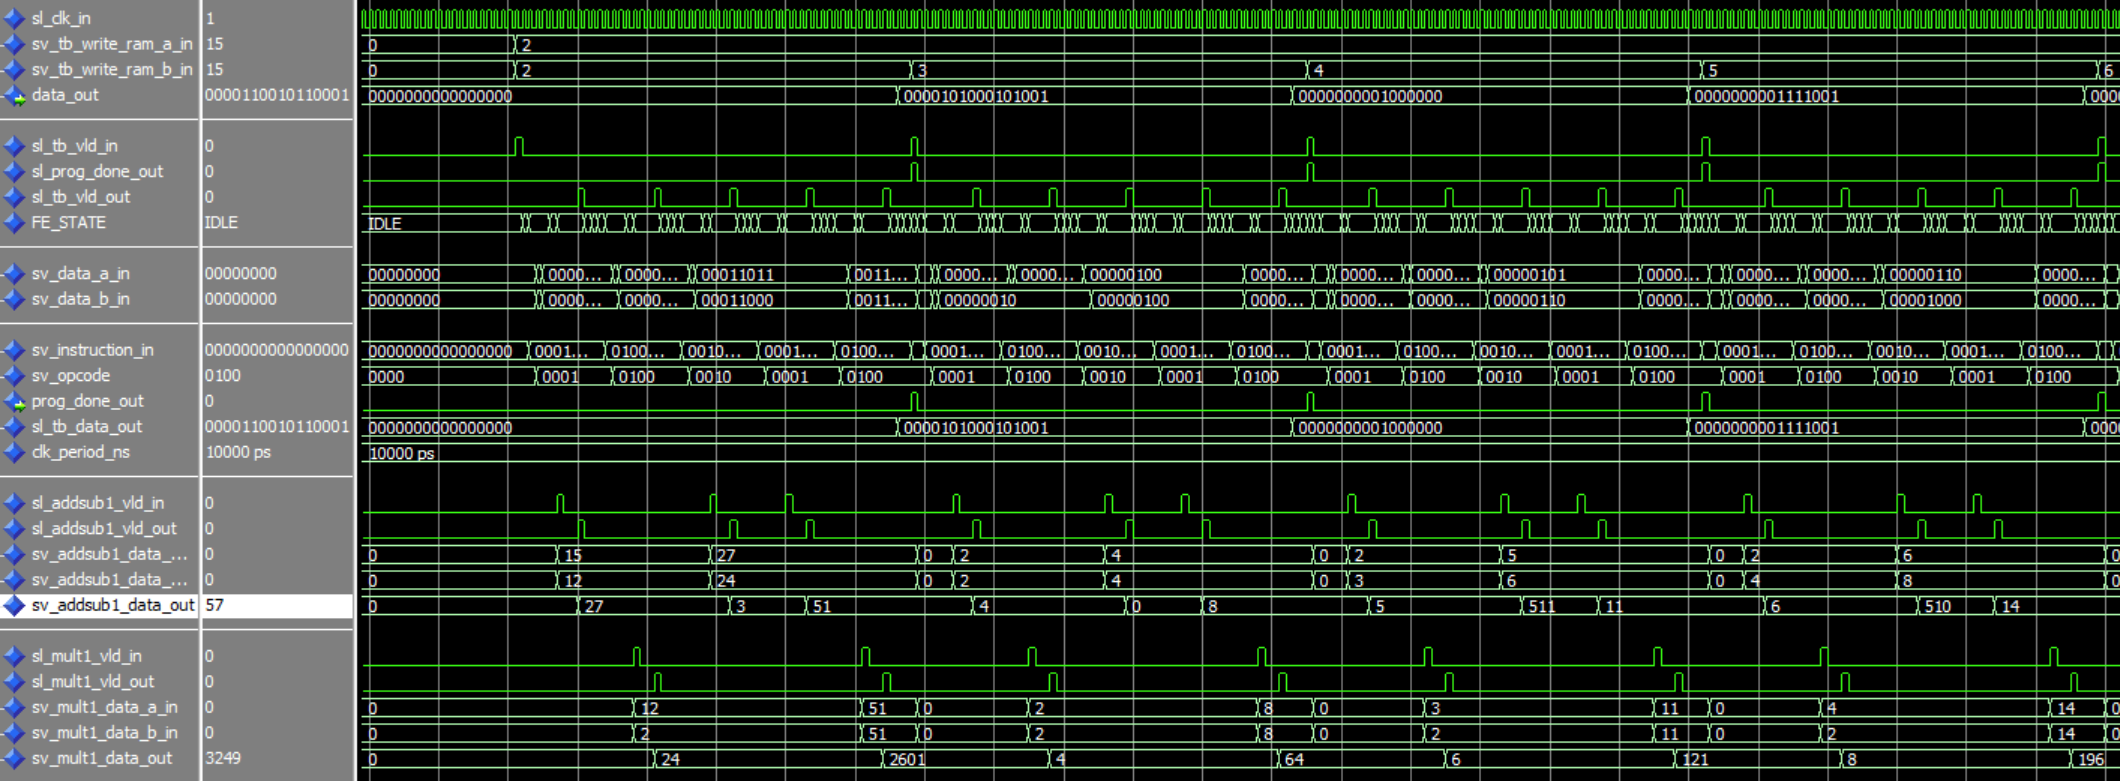 sl_clk_in 1
sv_tb_write_ram_a_in 15 0 2
sv_tb_write_ram_b_in 15 0 2 3 4 5 6
data_out 0000110010110001 0000000000000000 0000101000101001 0000000001000000 0000000001111001 0000
sl_tb_vld_in 0
sl_prog_done_out 0
sl_tb_vld_out 0
FE_STATE IDLE IDLE
sv_data_a_in 00000000 00000000 0000... 0000... 00011011 0011... 0000... 0000... 00000100 0000... 0000... 0000... 00000101 0000... 0000... 0000... 00000110 0000...
sv_data_b_in 00000000 00000000 0000... 0000... 00011000 0011... 00000010 00000100 0000... 0000... 0000... 00000110 0000... 0000... 0000... 00001000 0000...
sv_instruction_in 0000000000000000 0000000000000000 0001... 0100... 0010... 0001... 0100... 0001... 0100... 0010... 0001... 0100... 0001... 0100... 0010... 0001... 0100... 0001... 0100... 0010... 0001... 0100...
sv_opcode 0100 0000 0001 0100 0010 0001 0100 0001 0100 0010 0001 0100 0001 0100 0010 0001 0100 0001 0100 0010 0001 0100
prog_done_out 0
sl_tb_data_out 0000110010110001 0000000000000000 0000101000101001 0000000001000000 0000000001111001 0000
clk_period_ns 10000 ps 10000 ps
sl_addsub1_vld_in 0
sl_addsub1_vld_out 0
sv_addsub1_data_... 0 0 15 27 0 2 4 0 2 5 0 2 6 0
sv_addsub1_data_... 0 0 12 24 0 2 4 0 3 6 0 4 8 0
sv_addsub1_data_out 57 0 27 3 51 4 0 8 5 511 11 6 510 14
sl_mult1_vld_in 0
sl_mult1_vld_out 0
sv_mult1_data_a_in 0 0 12 51 0 2 8 0 3 11 0 4 14 0
sv_mult1_data_b_in 0 0 2 51 0 2 8 0 2 11 0 2 14 0
sv_mult1_data_out 3249 0 24 2601 4 64 6 121 8 196